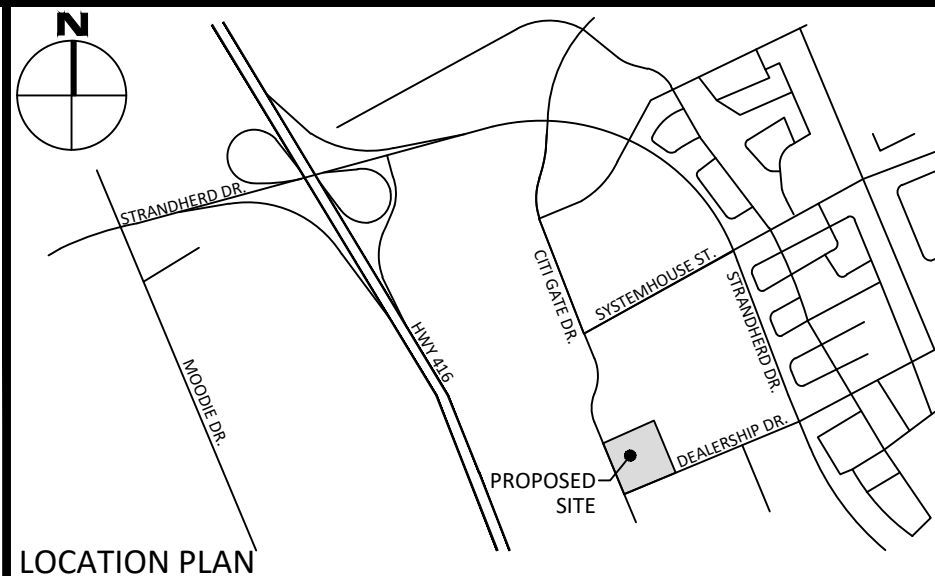 N
STRANDHERD DR.
CITI GATE DR.
SYSTEMHOUSE ST.
STRANDHERD DR.
HWY 416
MOODIE DR.
DEALERSHIP DR.
PROPOSED
SITE
LOCATION PLAN